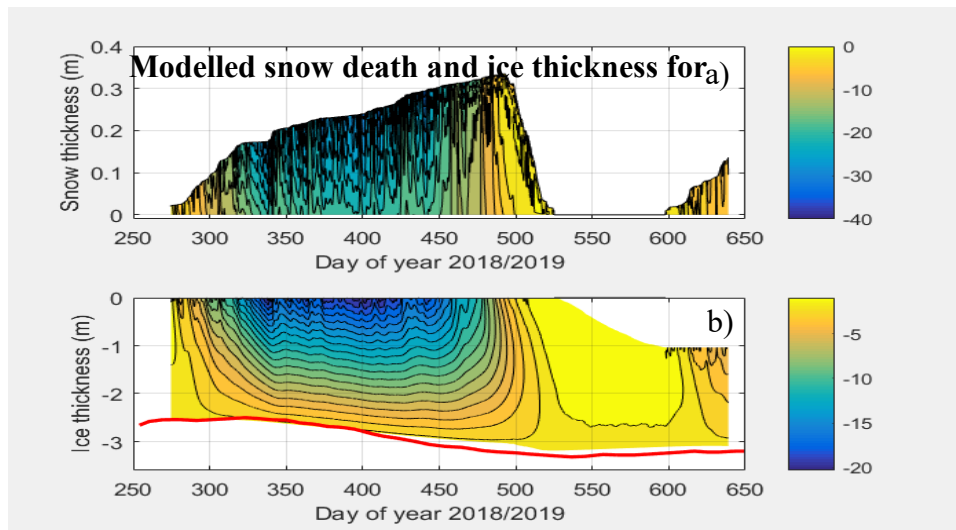 Modelled snow death and ice thickness for
a)
Snow thickness (m)
0.4
0.3
0.2
0.1
0
250 300 350 400 450 500 550 600 650
Day of year 2018/2019
0
-10
-20
-30
-40
b)
Ice thickness (m)
0
-1
-2
-3
250 300 350 400 450 500 550 600 650
Day of year 2018/2019
-5
-10
-15
-20